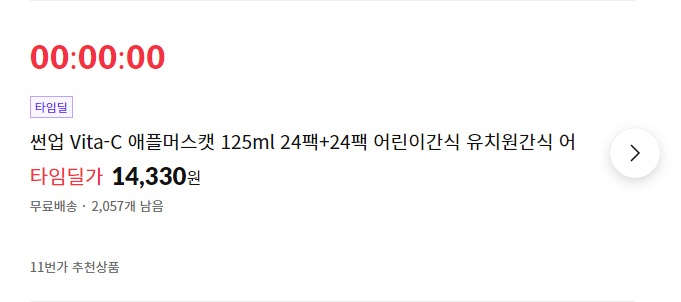 00:00:00
타임딜
썬업 Vita-C 애플머스캣 125ml 24팩+24팩 어린이간식 유치원간식 어
타임딜가 14,330원
무료배송 · 2,057개 남음
11번가 추천상품